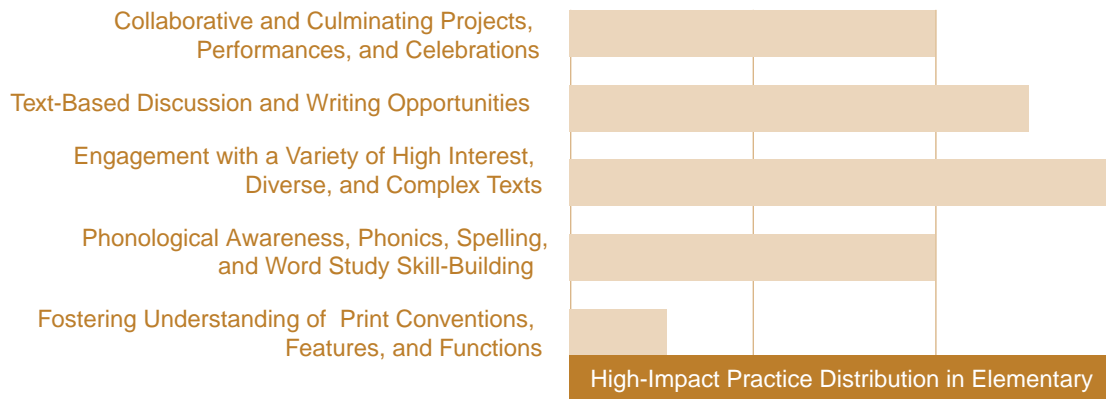 Collaborative and Culminating Projects,
Performances, and Celebrations
Text-Based Discussion and Writing Opportunities
Engagement with a Variety of High Interest,
Diverse, and Complex Texts
Phonological Awareness, Phonics, Spelling,
and Word Study Skill-Building
Fostering Understanding of Print Conventions,
Features, and Functions
High-Impact Practice Distribution in Elementary